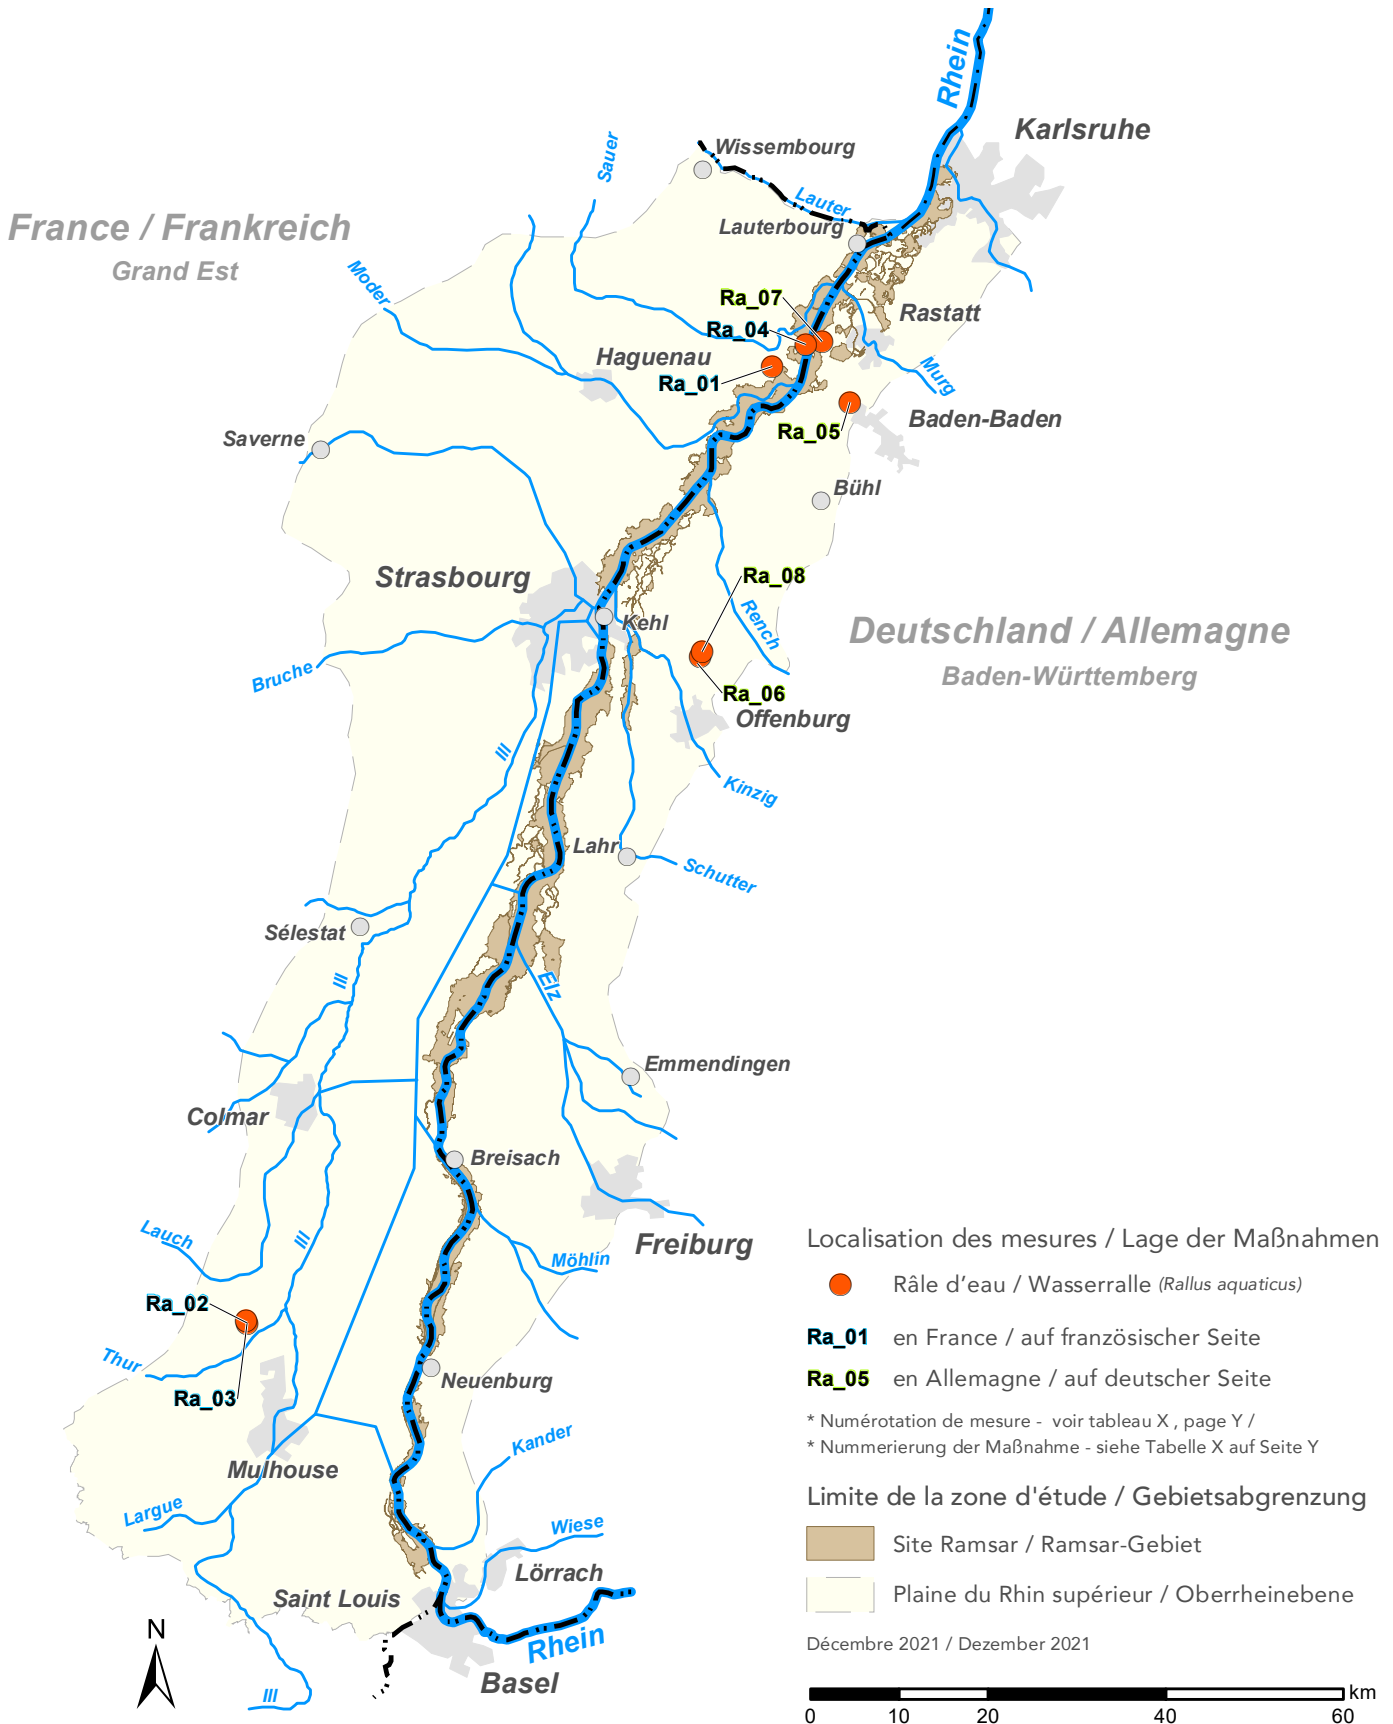 Rhein
Karlsruhe
Wissembourg
Sauer
Lauter
Lauterbourg
France / Frankreich
Grand Est
Moder
Ra_07
Rastatt
Ra_04
Haguenau
Ra_01
Murg
Baden-Baden
Ra_05
Saverne
Bühl
Strasbourg
Ra_08
Rench
Kehl
Deutschland / Allemagne
Baden-Württemberg
Bruche
Ra_06
Offenburg
Ill
Kinzig
Lahr
Schutter
Sélestat
Ill
Elz
Emmendingen
Colmar
Breisach
Lauch
Ill
Freiburg
Möhlin
Ra_02
Thur
Ra_03
Neuenburg
Kander
Mulhouse
Largue
Wiese
Lörrach
Saint Louis
Rhein
Basel
Ill
N
Localisation des mesures / Lage der Maßnahmen
Râle d'eau / Wasserralle (Rallus aquaticus)
Ra_01 en France / auf französischer Seite
Ra_05 en Allemagne / auf deutscher Seite
* Numérotation de mesure - voir tableau X , page Y /
* Nummerierung der Maßnahme - siehe Tabelle X auf Seite Y
Limite de la zone d'étude / Gebietsabgrenzung
Site Ramsar / Ramsar-Gebiet
Plaine du Rhin supérieur / Oberrheinebene
Décembre 2021 / Dezember 2021
km
0 10 20 40 60